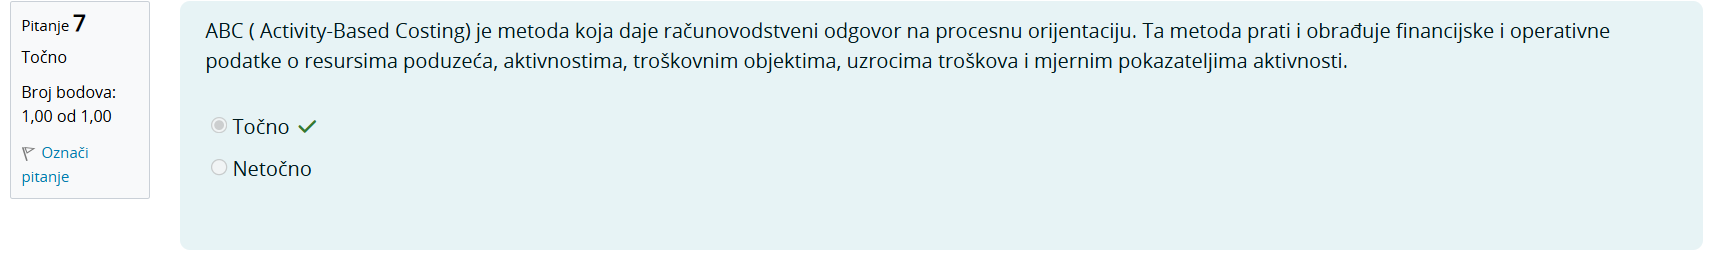 Pitanje 7
Točno
Broj bodova:
1,00 od 1,00
Označi
pitanje
ABC ( Activity-Based Costing) je metoda koja daje računovodstveni odgovor na procesnu orijentaciju. Ta metoda prati i obrađuje financijske i operativne
podatke o resursima poduzeća, aktivnostima, troškovnim objektima, uzrocima troškova i mjernim pokazateljima aktivnosti.
Točno
Netočno